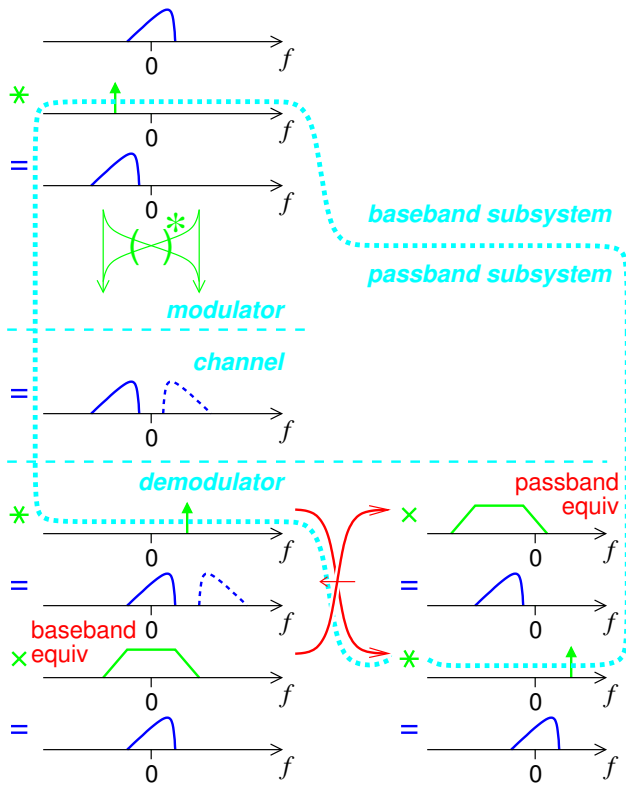 0 f
*
0 f
=
0 f
baseband subsystem
( )*
passband subsystem
modulator
channel
=
0 f
demodulator
passband
equiv
* ×
0 f 0 f
= =
0 f 0 f
baseband
equiv
× *
0 f 0 f
= =
0 f 0 f